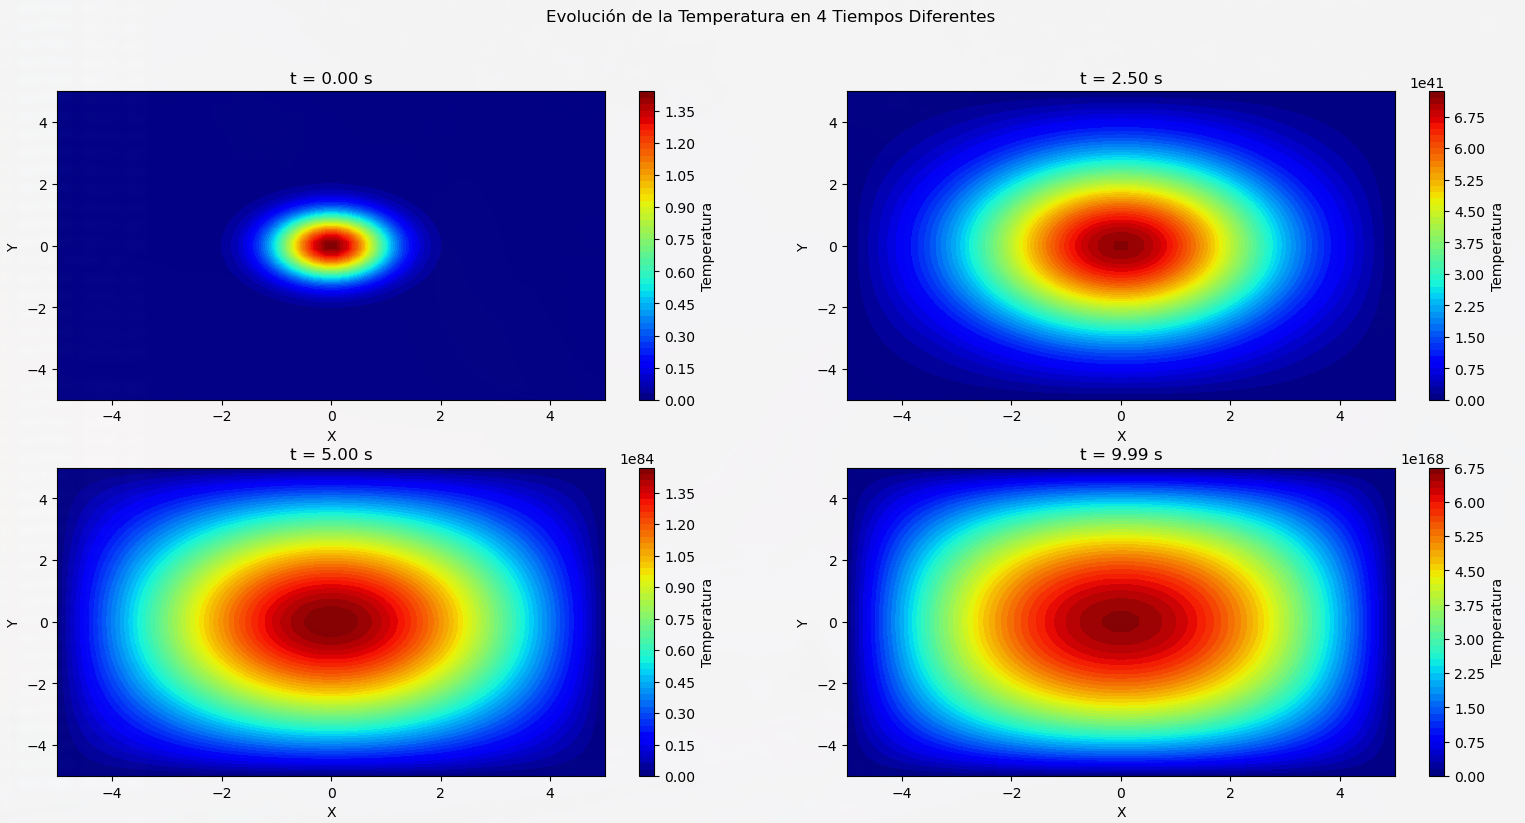 Evolución de la Temperatura en 4 Tiempos Diferentes
t = 0.00 s
4
2
0
−2
−4
Y
−4 −2 0 2 4
X
1.35
1.20
1.05
0.90
0.75
0.60
0.45
0.30
0.15
0.00
Temperatura
t = 2.50 s
4
2
0
−2
−4
Y
−4 −2 0 2 4
X
1e41
6.75
6.00
5.25
4.50
3.75
3.00
2.25
1.50
0.75
0.00
Temperatura
t = 5.00 s
4
2
0
−2
−4
Y
−4 −2 0 2 4
X
1e84
1.35
1.20
1.05
0.90
0.75
0.60
0.45
0.30
0.15
0.00
Temperatura
t = 9.99 s
4
2
0
−2
−4
Y
−4 −2 0 2 4
X
1e168
6.75
6.00
5.25
4.50
3.75
3.00
2.25
1.50
0.75
0.00
Temperatura